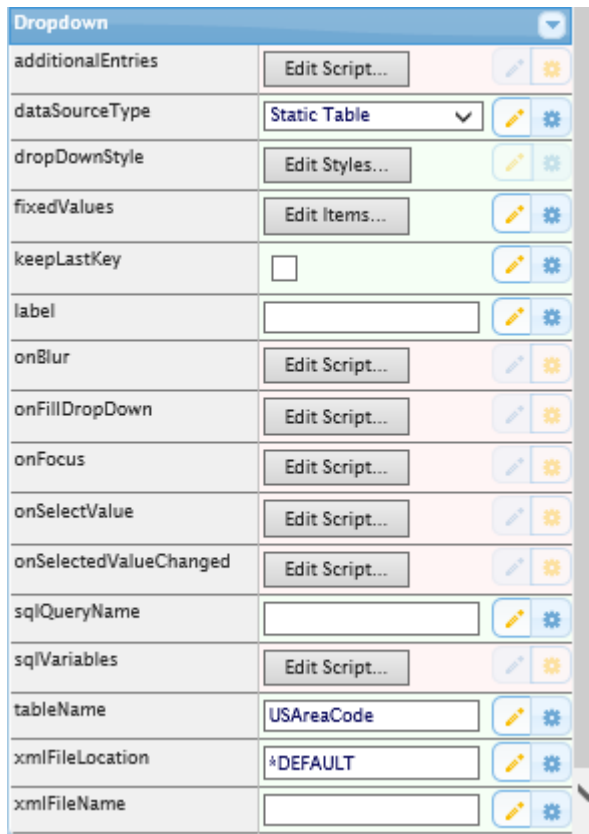 Dropdown
additionalEntries Edit Script...
dataSourceType Static Table
dropDownStyle Edit Styles...
fixedValues Edit Items...
keepLastKey
label
onBlur Edit Script...
onFillDropDown Edit Script...
onFocus Edit Script...
onSelectValue Edit Script...
onSelectedValueChanged Edit Script...
sqlQueryName
sqlVariables Edit Script...
tableName USAreaCode
xmlFileLocation *DEFAULT
xmlFileName